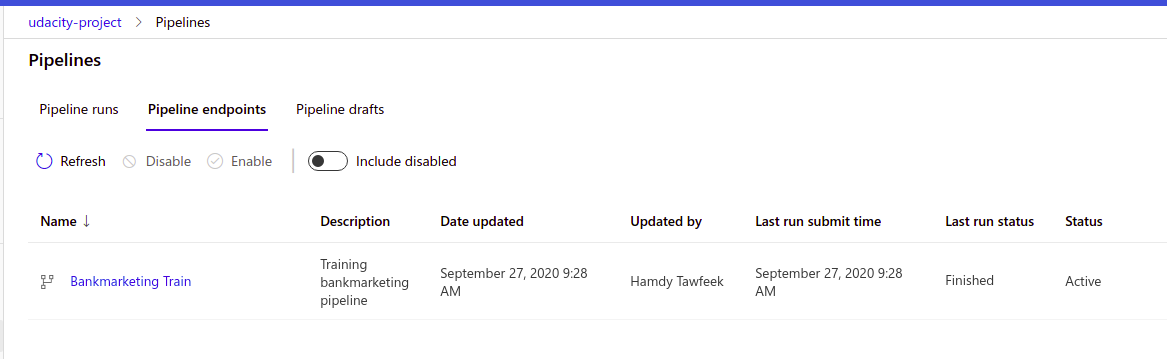 udacity-project > Pipelines
Pipelines
Pipeline runs Pipeline endpoints Pipeline drafts
Refresh Disable Enable Include disabled
Name ↓ Description Date updated Updated by Last run submit time Last run status Status
Bankmarketing Train
Training
bankmarketing
pipeline
September 27, 2020 9:28
AM
Hamdy Tawfeek
September 27, 2020 9:28
AM
Finished
Active